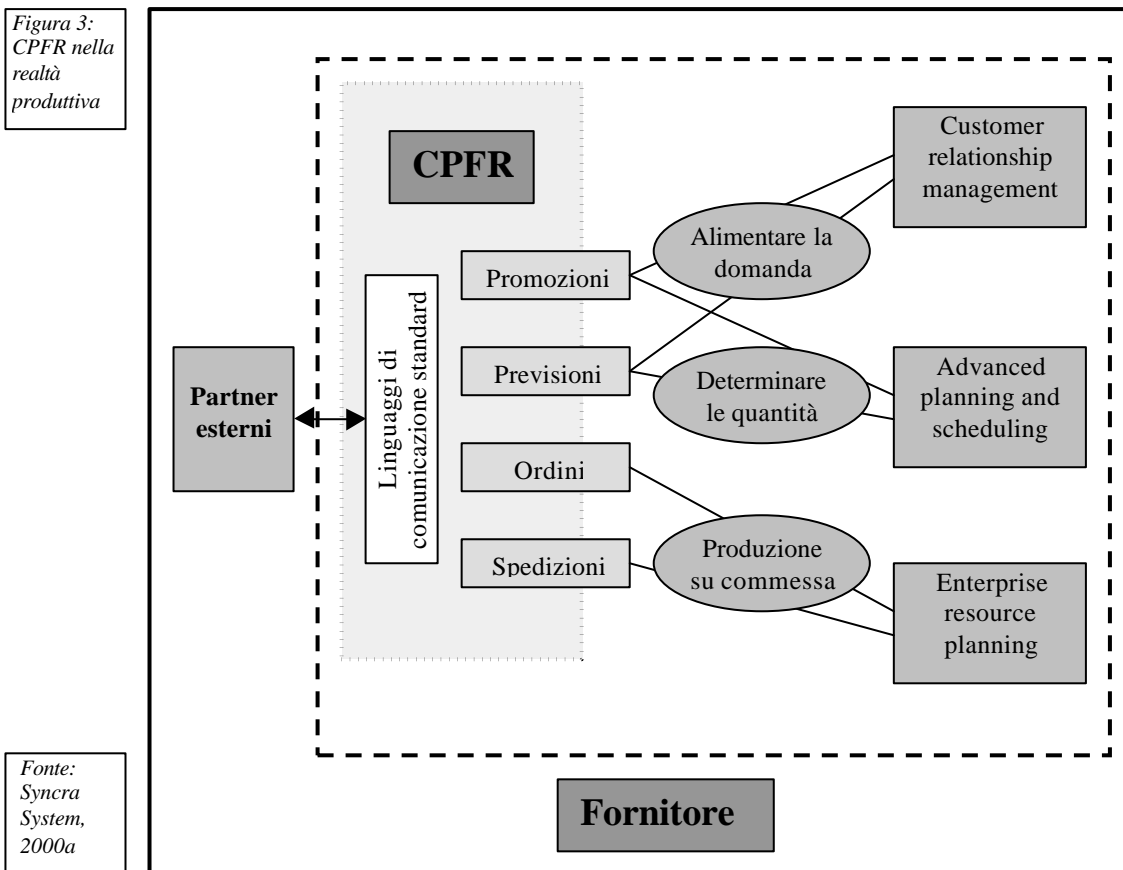 Figura 3:
CPFR nella
realtà
produttiva
CPFR
Customer
relationship
management
Alimentare la
domanda
Promozioni
Linguaggi di
comunicazione standard
Previsioni
Partner
esterni
Determinare
le quantità
Advanced
planning and
scheduling
Ordini
Produzione
su commessa
Spedizioni
Enterprise
resource
planning
Fornitore
Fonte:
Syncra
System,
2000a